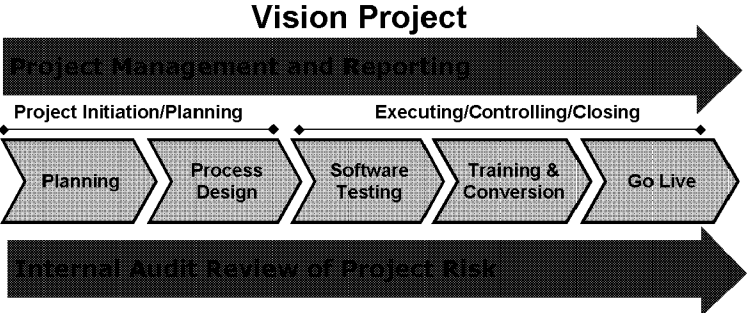 Vision Project
Project Management and Reporting
Project Initiation/Planning
Executing/Controlling/Closing
Planning
Process
Design
Software
Testing
Training &
Conversion
Go Live
Internal Audit Review of Project Risk